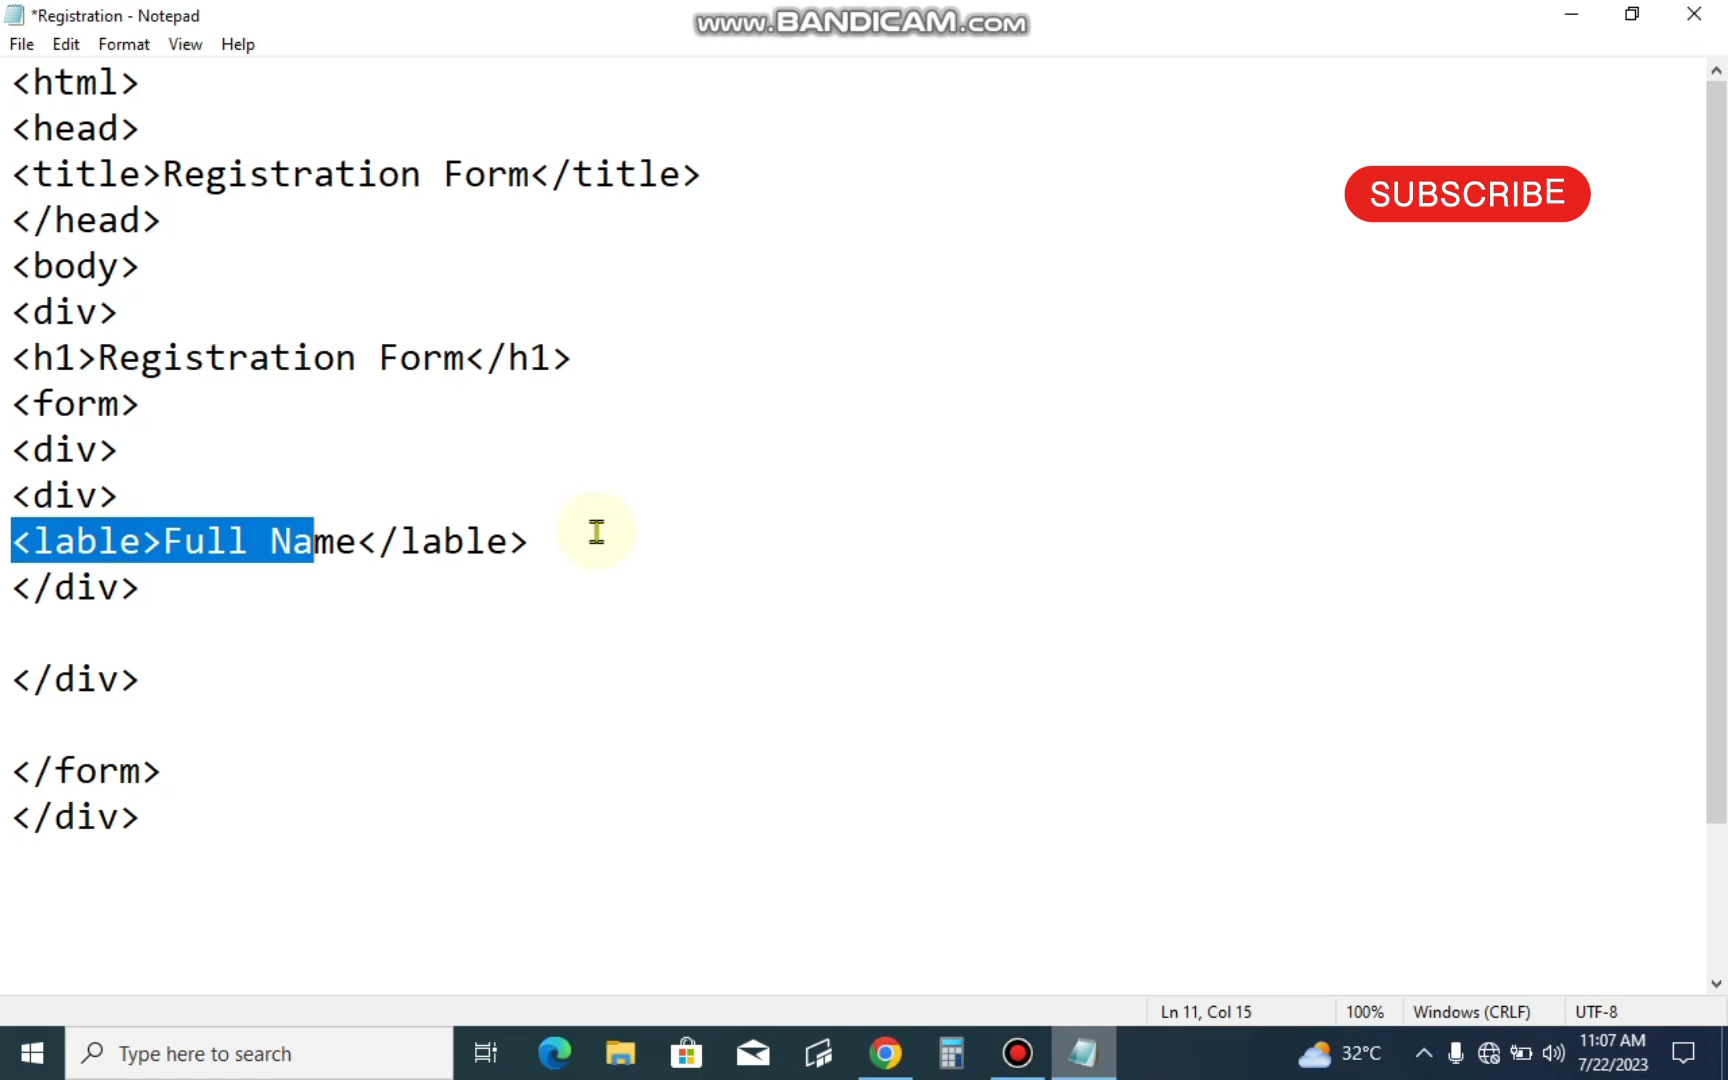 *Registration - Notepad
www.BANDICAM.com
File Edit Format View Help
<html>
<head>
<title>Registration Form</title>
</head>
<body>
<div>
<h1>Registration Form</h1>
<form>
<div>
<div>
<lable>Full Name</lable>
</div>
</div>
</form>
</div>
SUBSCRIBE
Ln 11, Col 15
100%
Windows (CRLF)
UTF-8
Type here to search
32°C
11:07 AM
7/22/2023